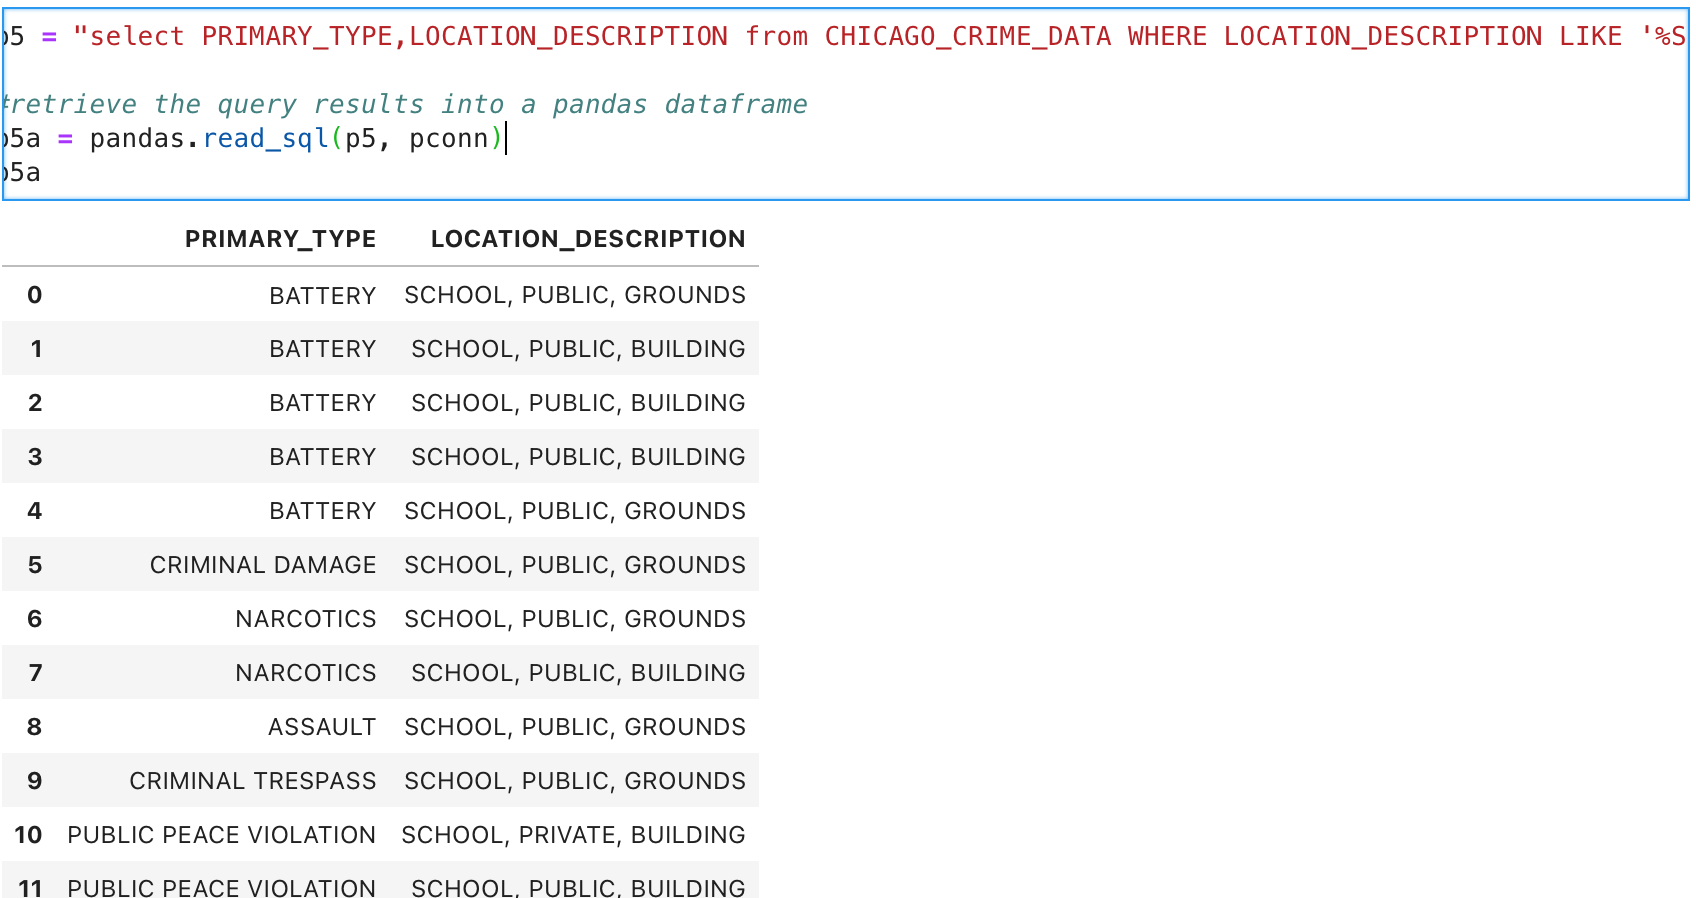 p5 = "select PRIMARY_TYPE,LOCATION_DESCRIPTION from CHICAGO_CRIME_DATA WHERE LOCATION_DESCRIPTION LIKE '%S
#retrieve the query results into a pandas dataframe
p5a = pandas.read_sql(p5, pconn)
p5a
PRIMARY_TYPE LOCATION_DESCRIPTION
0 BATTERY SCHOOL, PUBLIC, GROUNDS
1 BATTERY SCHOOL, PUBLIC, BUILDING
2 BATTERY SCHOOL, PUBLIC, BUILDING
3 BATTERY SCHOOL, PUBLIC, BUILDING
4 BATTERY SCHOOL, PUBLIC, GROUNDS
5 CRIMINAL DAMAGE SCHOOL, PUBLIC, GROUNDS
6 NARCOTICS SCHOOL, PUBLIC, GROUNDS
7 NARCOTICS SCHOOL, PUBLIC, BUILDING
8 ASSAULT SCHOOL, PUBLIC, GROUNDS
9 CRIMINAL TRESPASS SCHOOL, PUBLIC, GROUNDS
10 PUBLIC PEACE VIOLATION SCHOOL, PRIVATE, BUILDING
11 PUBLIC PEACE VIOLATION SCHOOL, PUBLIC, BUILDING